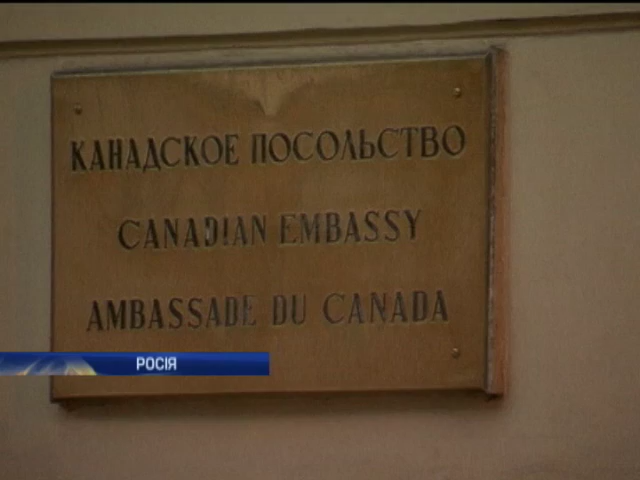 КАНАДСКОЕ ПОСОЛЬСТВО
CANADIAN EMBASSY
AMBASSADE DU CANADA
РОСІЯ